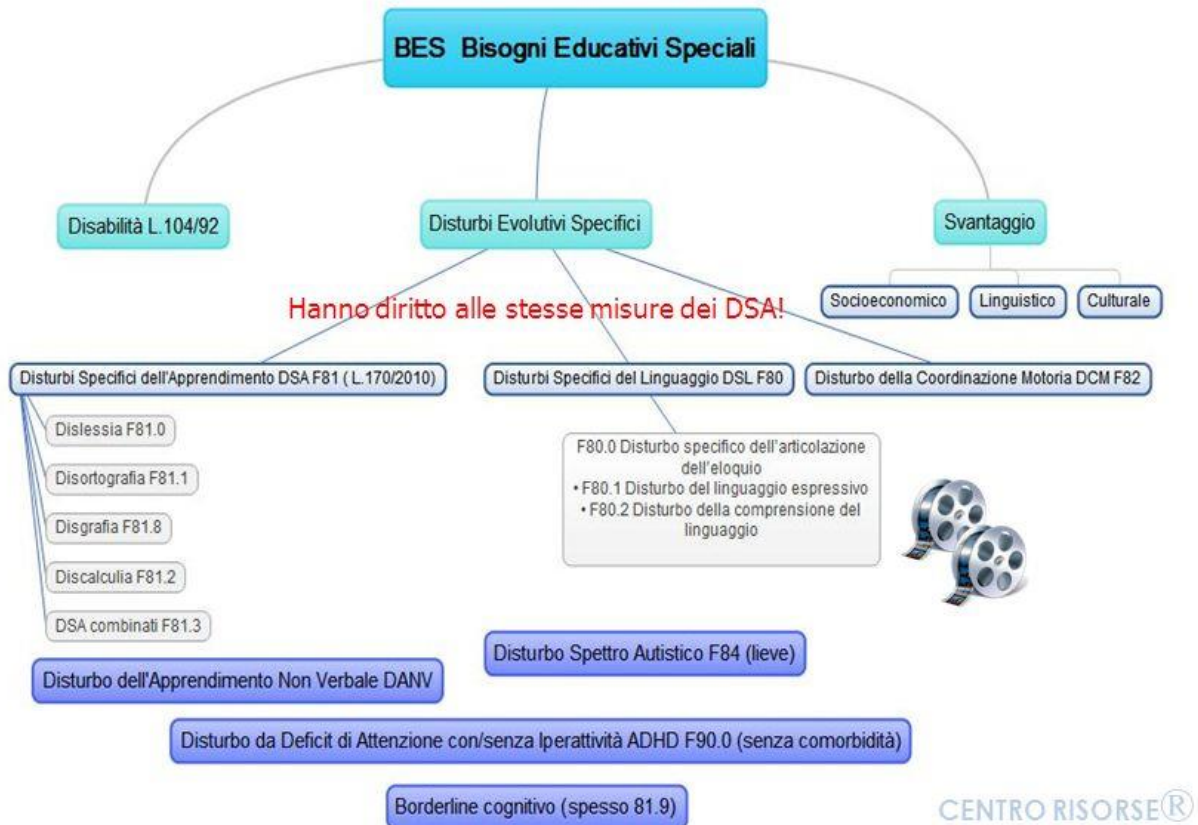 BES Bisogni Educativi Speciali
Disabilità L.104/92
Disturbi Evolutivi Specifici
Svantaggio
Socioeconomico
Linguistico
Culturale
Hanno diritto alle stesse misure dei DSA!
Disturbi Specifici dell'Apprendimento DSA F81 ( L.170/2010)
Disturbi Specifici del Linguaggio DSL F80
Disturbo della Coordinazione Motoria DCM F82
Dislessia F81.0
Disortografia F81.1
Disgrafia F81.8
Discalculia F81.2
DSA combinati F81.3
F80.0 Disturbo specifico dell'articolazione
dell'eloquio
• F80.1 Disturbo del linguaggio espressivo
• F80.2 Disturbo della comprensione del
linguaggio
Disturbo Spettro Autistico F84 (lieve)
Disturbo dell'Apprendimento Non Verbale DANV
Disturbo da Deficit di Attenzione con/senza Iperattività ADHD F90.0 (senza comorbidità)
Borderline cognitivo (spesso 81.9)
CENTRO RISORSE®